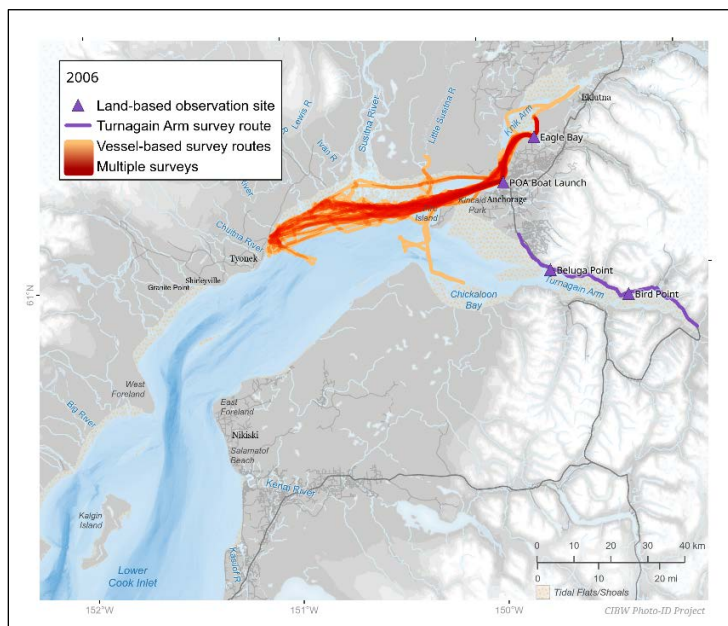 2006
Land-based observation site
Turnagain Arm survey route
Vessel-based survey routes
Multiple surveys
Lewis R
Ivan R
Susitna River
Little Susitna R
River
Chuitna River
Tyonek
Shirleyville
Granite Point
Knik Arm
Eklutna
Eagle Bay
POA Boat Launch
Kincaid
Park
Anchorage
Island
Beluga Point
Turnagain Arm
Bird Point
Chickaloon
Bay
61°N
West
Foreland
Big River
East
Foreland
Nikiski
Salamatof
Beach
Kenai River
Kalgin
Island
Kasilof R
Lower
Cook Inlet
0 10 20 30 40 km
0 10 20 mi
Tidal Flats/Shoals
CIBW Photo-ID Project
152°W
151°W
150°W